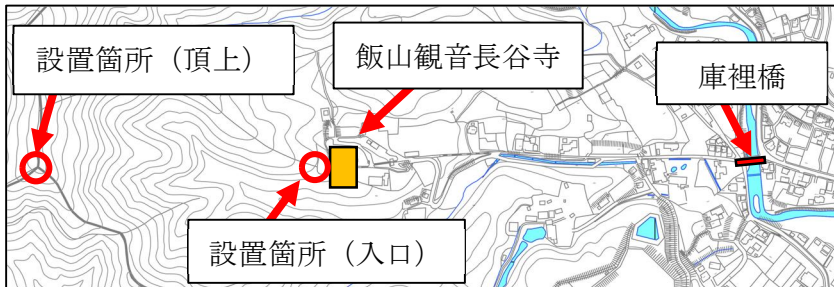 設置箇所（頂上）
飯山観音長谷寺
庫裡橋
設置箇所（入口）